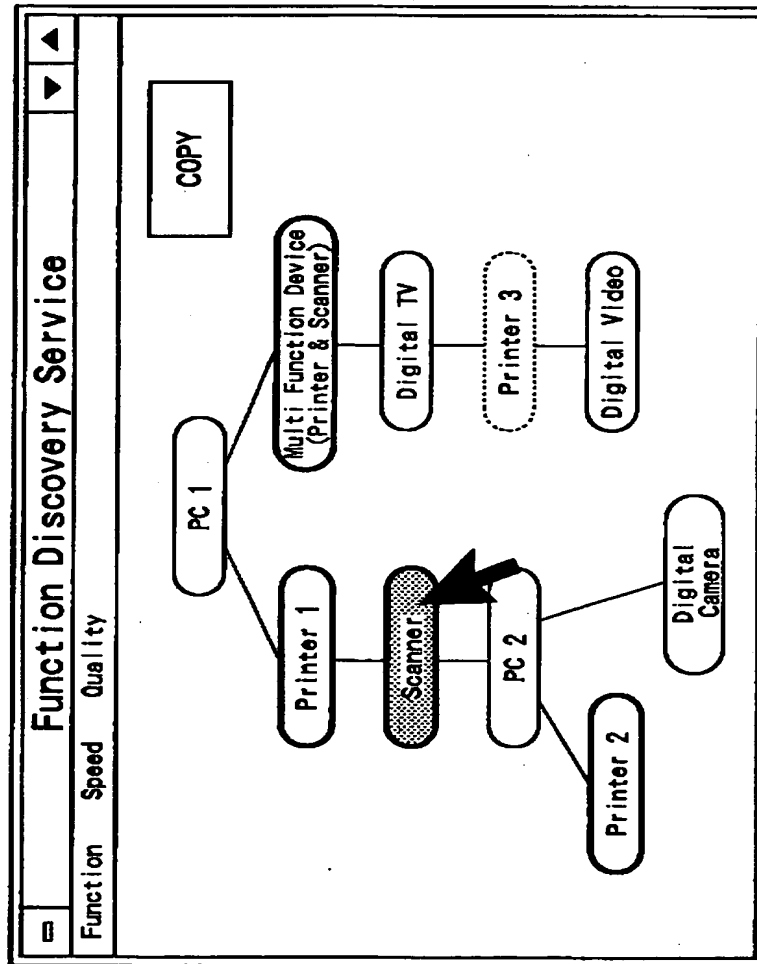 Function Discovery Service
Function Speed Quality
COPY
PC 1
Printer 1
Multi Function Device
(Printer & Scanner)
Scanner
Digital TV
PC 2
Printer 3
Printer 2
Digital
Camera
Digital Video